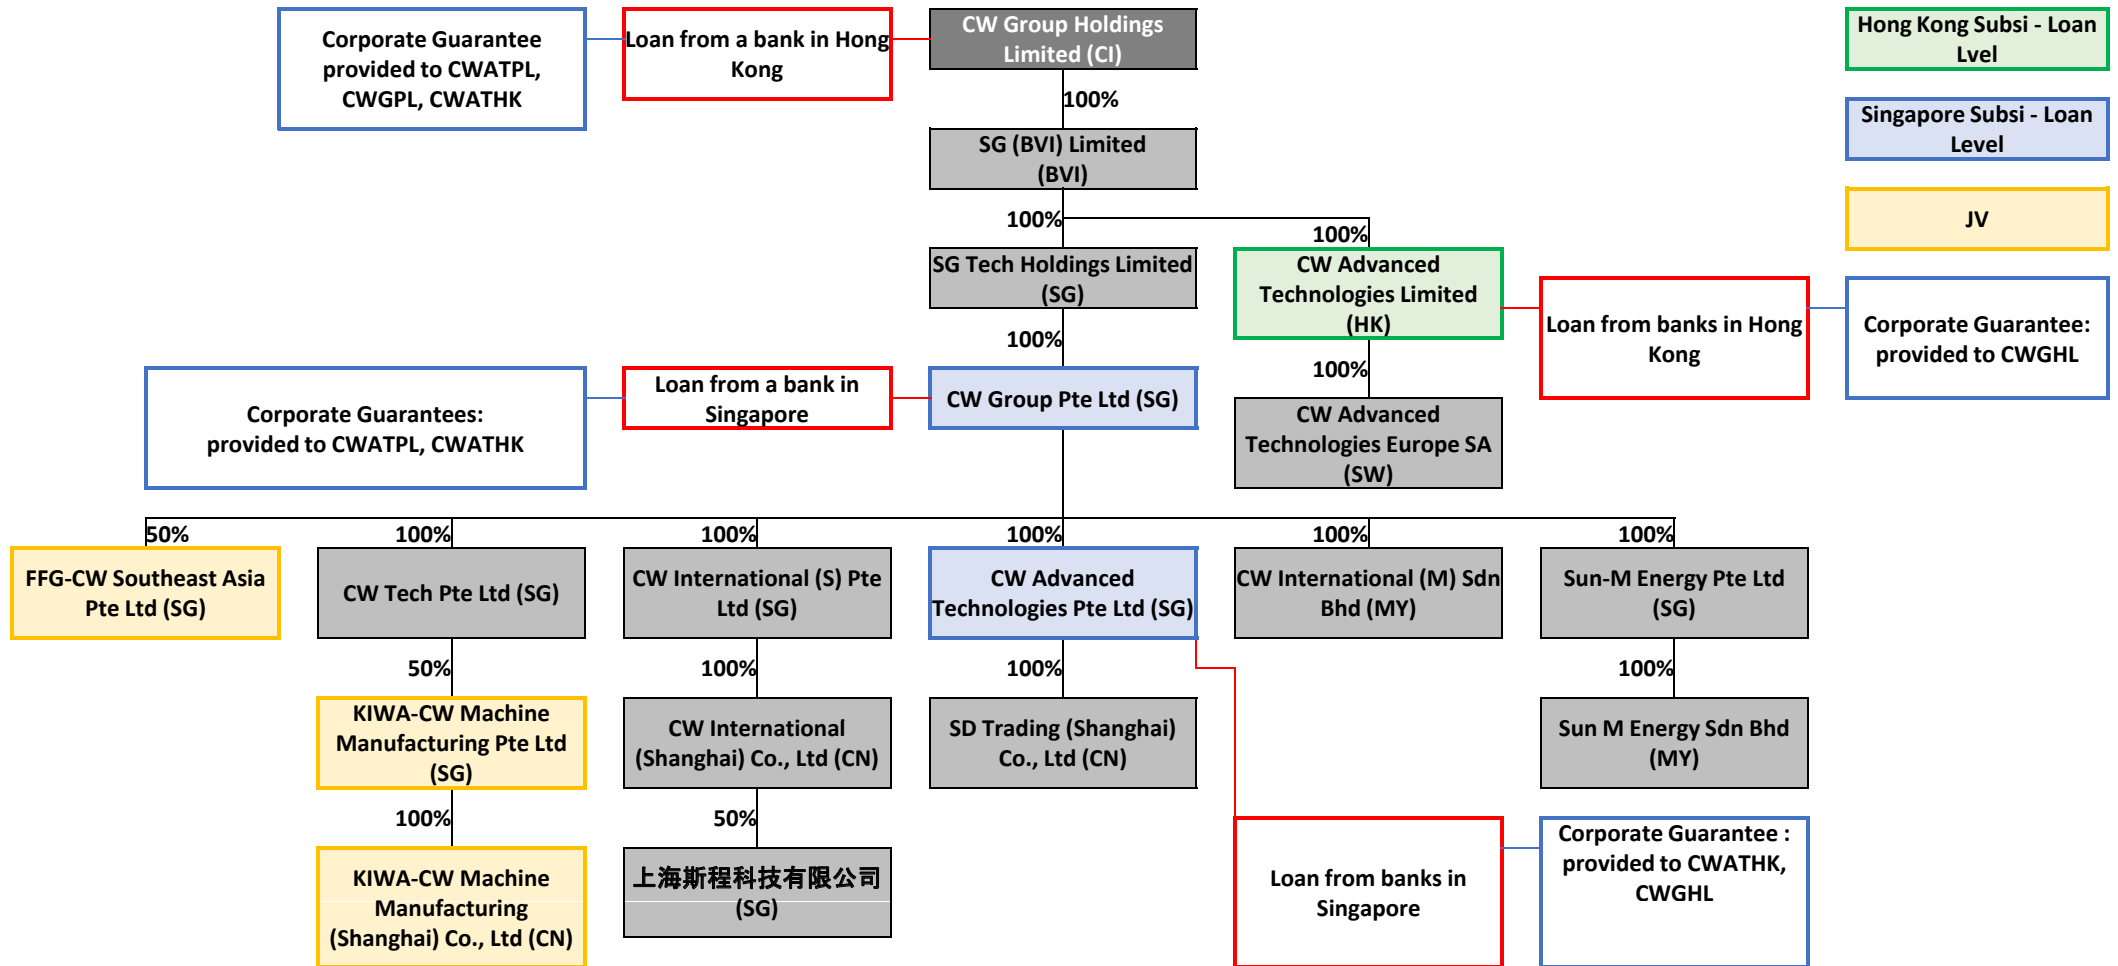 Corporate Guarantee
provided to CWATPL,
CWGPL, CWATHK
Loan from a bank in Hong
Kong
CW Group Holdings
Limited (CI)
Hong Kong Subsi - Loan
Lvel
100%
Singapore Subsi - Loan
Level
SG (BVI) Limited
(BVI)
JV
100%
100%
SG Tech Holdings Limited
(SG)
CW Advanced
Technologies Limited
(HK)
Loan from banks in Hong
Kong
Corporate Guarantee:
provided to CWGHL
100%
100%
Corporate Guarantees:
provided to CWATPL, CWATHK
Loan from a bank in
Singapore
CW Group Pte Ltd (SG)
CW Advanced
Technologies Europe SA
(SW)
50%
100%
100%
100%
100%
100%
FFG-CW Southeast Asia
Pte Ltd (SG)
CW Tech Pte Ltd (SG)
CW International (S) Pte
Ltd (SG)
CW Advanced
Technologies Pte Ltd (SG)
CW International (M) Sdn
Bhd (MY)
Sun-M Energy Pte Ltd
(SG)
50%
100%
100%
100%
KIWA-CW Machine
Manufacturing Pte Ltd
(SG)
CW International
(Shanghai) Co., Ltd (CN)
SD Trading (Shanghai)
Co., Ltd (CN)
Sun M Energy Sdn Bhd
(MY)
100%
50%
KIWA-CW Machine
Manufacturing
(Shanghai) Co., Ltd (CN)
上海斯程科技有限公司
(SG)
Loan from banks in
Singapore
Corporate Guarantee :
provided to CWATHK,
CWGHL